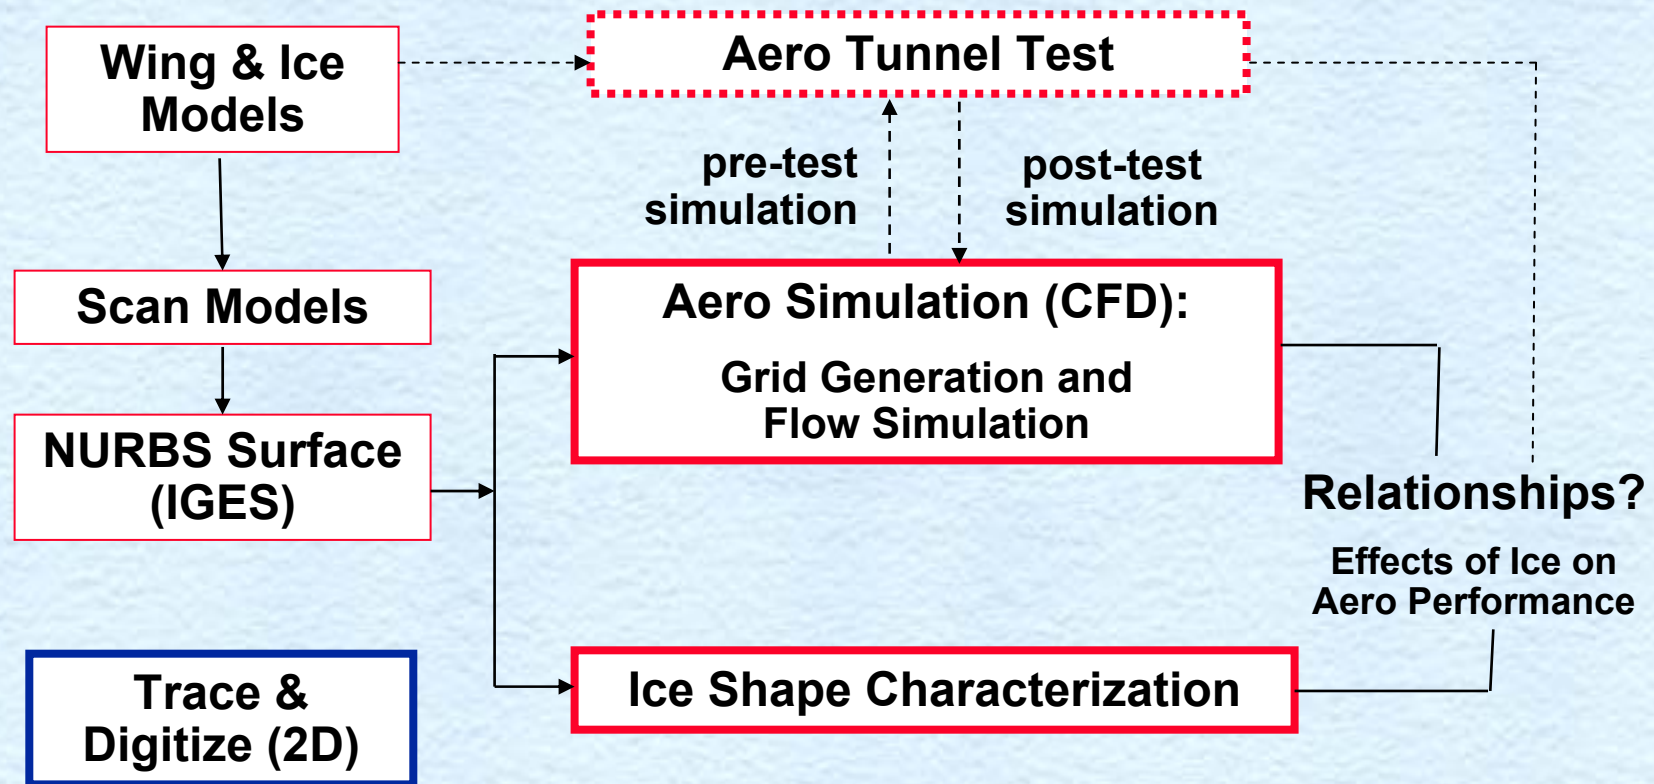 Wing & Ice
Models
Aero Tunnel Test
pre-test
simulation
post-test
simulation
Scan Models
Aero Simulation (CFD):
Grid Generation and
Flow Simulation
NURBS Surface
(IGES)
Relationships?
Effects of Ice on
Aero Performance
Trace &
Digitize (2D)
Ice Shape Characterization